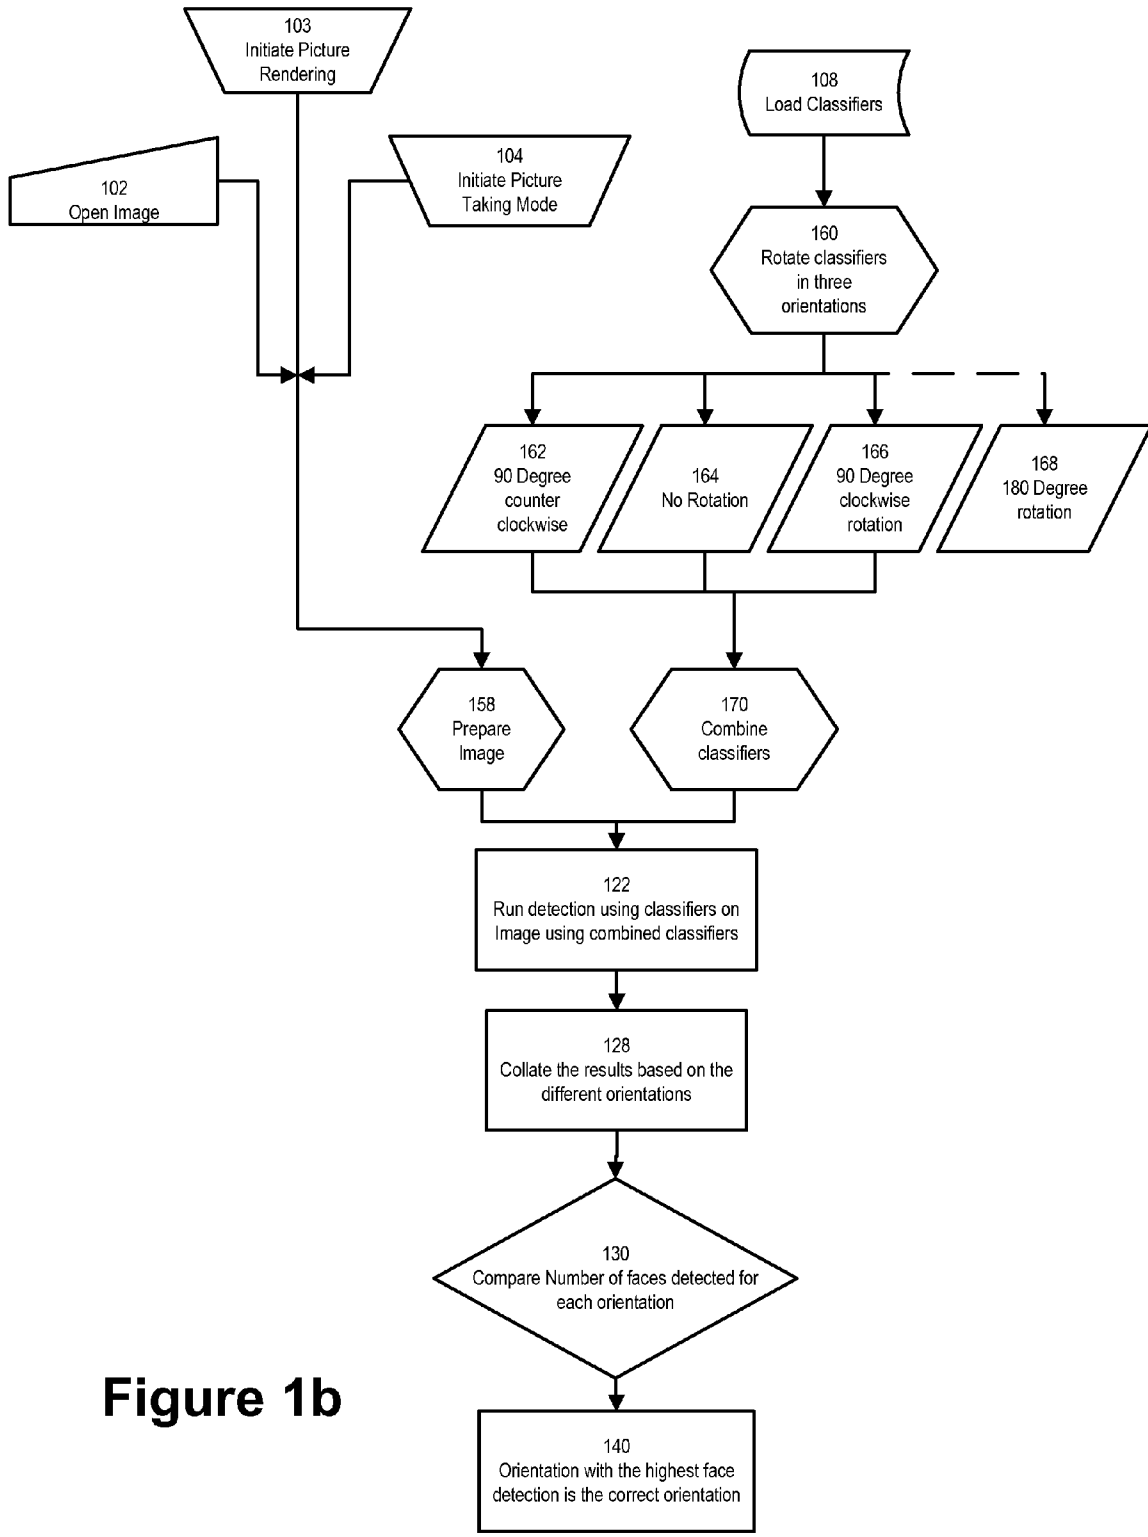 103
Initiate Picture
Rendering
108
Load Classifiers
104
Initiate Picture
Taking Mode
102
Open Image
160
Rotate classifiers
in three
orientations
162
90 Degree
counter
clockwise
164
No Rotation
166
90 Degree
clockwise
rotation
168
180 Degree
rotation
158
Prepare
Image
170
Combine
classifiers
122
Run detection using classifiers on
Image using combined classifiers
128
Collate the results based on the
different orientations
130
Compare Number of faces detected for
each orientation
Figure 1b
140
Orientation with the highest face
detection is the correct orientation